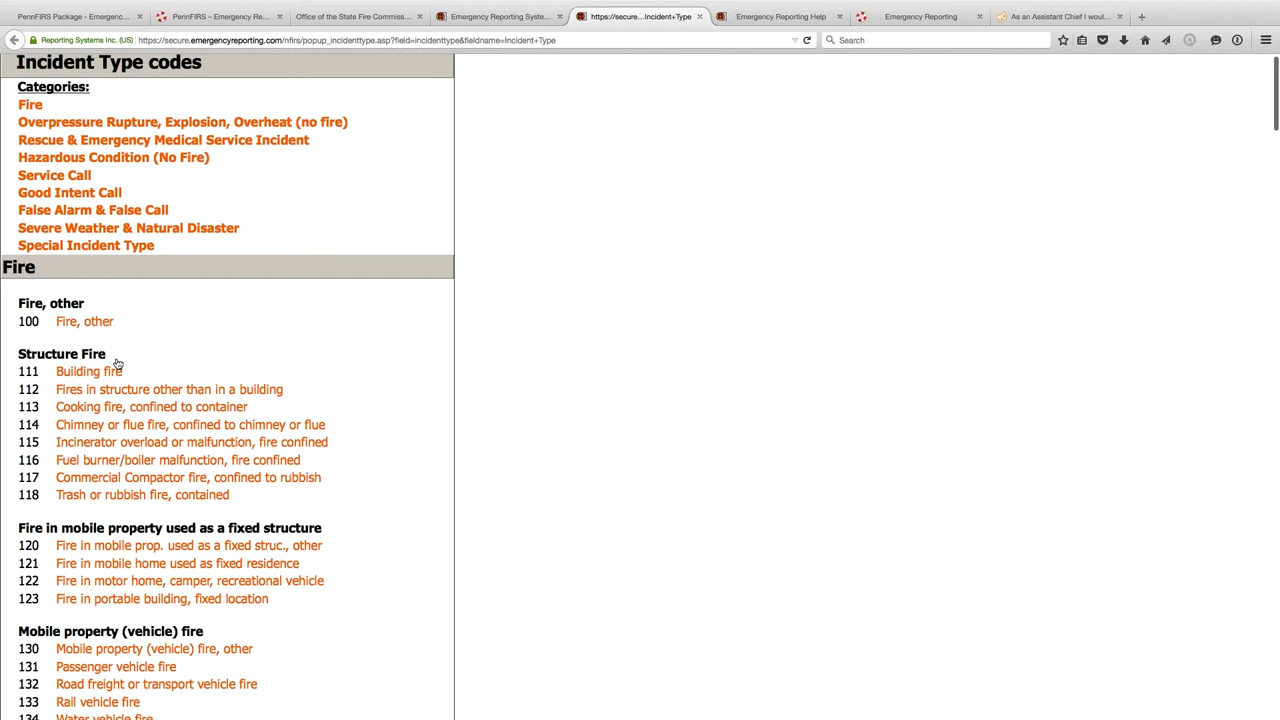 PennFIRS Package - Emergenc...
PennFIRS – Emergency Re...
Office of the State Fire Commiss...
Emergency Reporting Syste...
https://secure...Incident+Type
Emergency Reporting Help
Emergency Reporting
As an Assistant Chief I woul...
Reporting Systems Inc. (US)
https://secure.emergencyreporting.com/nfirs/popup_incidenttype.asp?field=incidenttype&fieldname=Incident+Type
Search
Incident Type codes
Categories:
Fire
Overpressure Rupture, Explosion, Overheat (no fire)
Rescue & Emergency Medical Service Incident
Hazardous Condition (No Fire)
Service Call
Good Intent Call
False Alarm & False Call
Severe Weather & Natural Disaster
Special Incident Type
Fire
Fire, other
100 Fire, other
Structure Fire
111 Building fire
112 Fires in structure other than in a building
113 Cooking fire, confined to container
114 Chimney or flue fire, confined to chimney or flue
115 Incinerator overload or malfunction, fire confined
116 Fuel burner/boiler malfunction, fire confined
117 Commercial Compactor fire, confined to rubbish
118 Trash or rubbish fire, contained
Fire in mobile property used as a fixed structure
120 Fire in mobile prop. used as a fixed struc., other
121 Fire in mobile home used as fixed residence
122 Fire in motor home, camper, recreational vehicle
123 Fire in portable building, fixed location
Mobile property (vehicle) fire
130 Mobile property (vehicle) fire, other
131 Passenger vehicle fire
132 Road freight or transport vehicle fire
133 Rail vehicle fire
134 Water vehicle fire